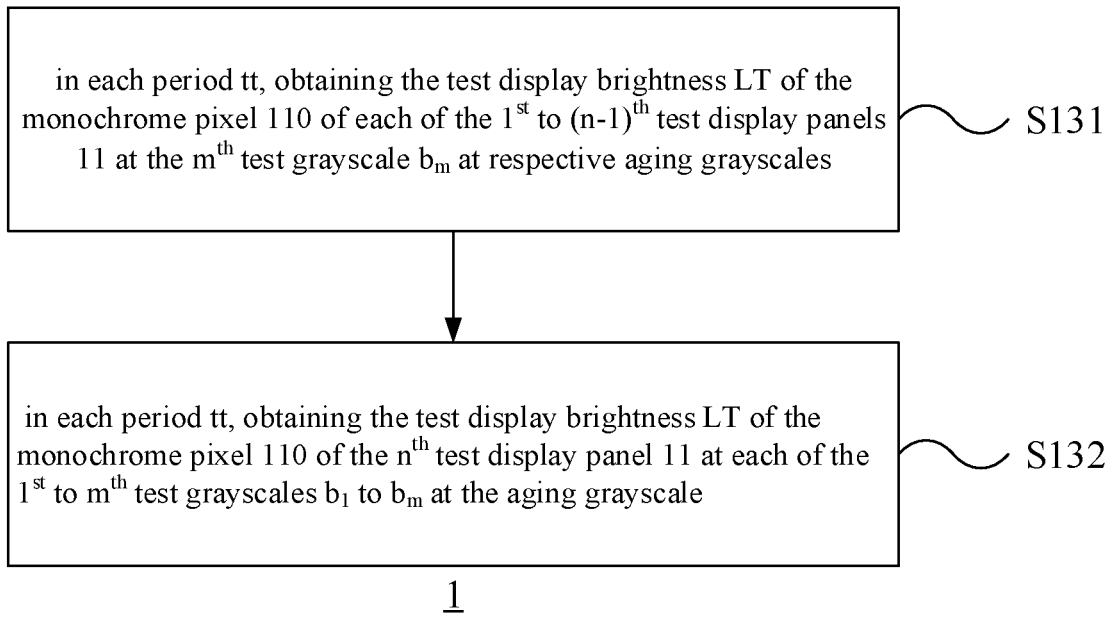 in each period tt, obtaining the test display brightness LT of the
monochrome pixel 110 of each of the 1st to (n-1)th test display panels
11 at the mth test grayscale bm at respective aging grayscales
S131
in each period tt, obtaining the test display brightness LT of the
monochrome pixel 110 of the nth test display panel 11 at each of the
1st to mth test grayscales b1 to bm at the aging grayscale
S132
1